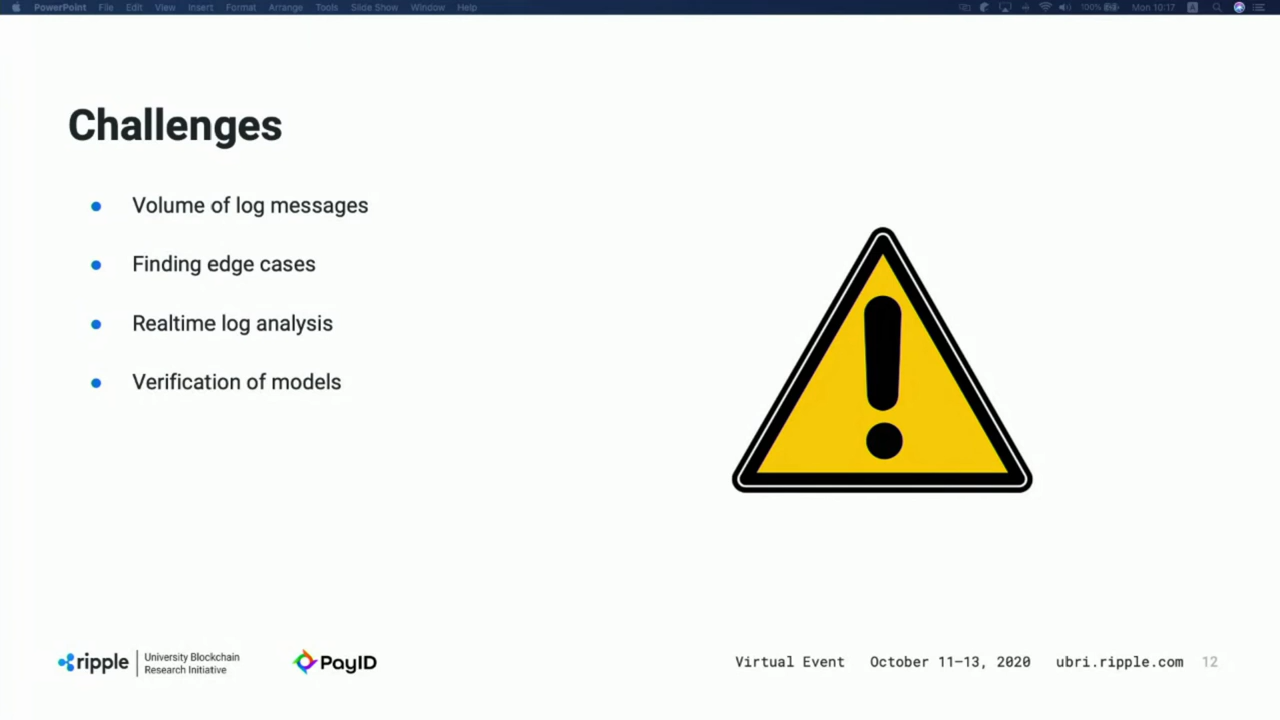 PowerPoint File Edit View Insert Format Arrange Tools Slide Show Window Help 100% Mon 10:17 A
Challenges
• Volume of log messages
• Finding edge cases
• Realtime log analysis
• Verification of models
ripple University Blockchain
Research Initiative
PayID
Virtual Event October 11–13, 2020 ubri.ripple.com 12